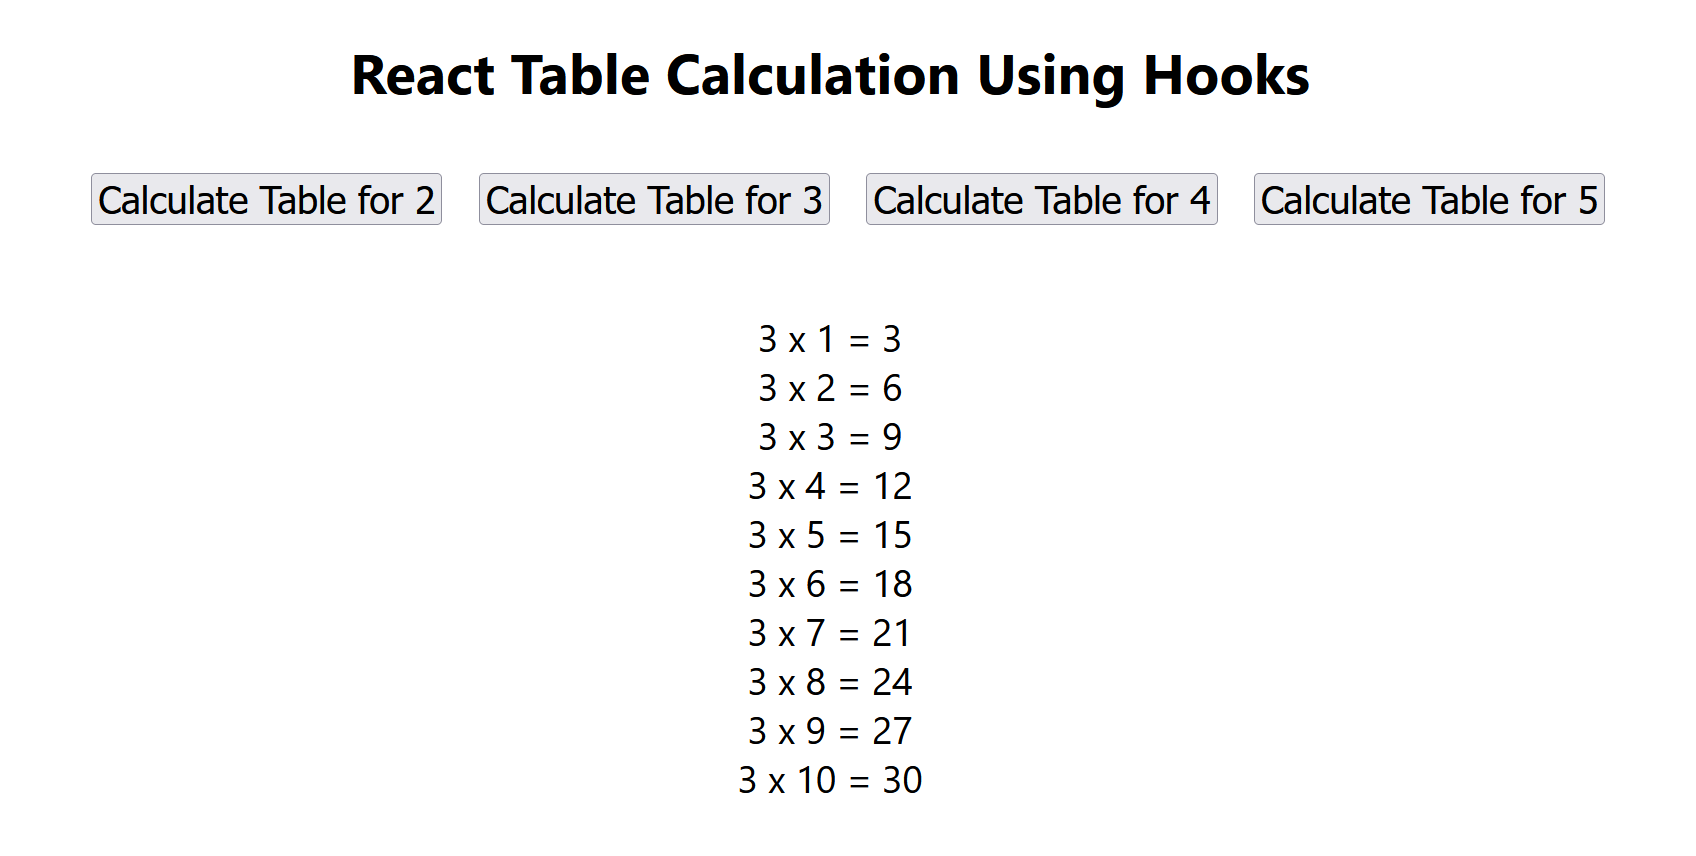 React Table Calculation Using Hooks
Calculate Table for 2 Calculate Table for 3 Calculate Table for 4 Calculate Table for 5
3 x 1 = 3
3 x 2 = 6
3 x 3 = 9
3 x 4 = 12
3 x 5 = 15
3 x 6 = 18
3 x 7 = 21
3 x 8 = 24
3 x 9 = 27
3 x 10 = 30